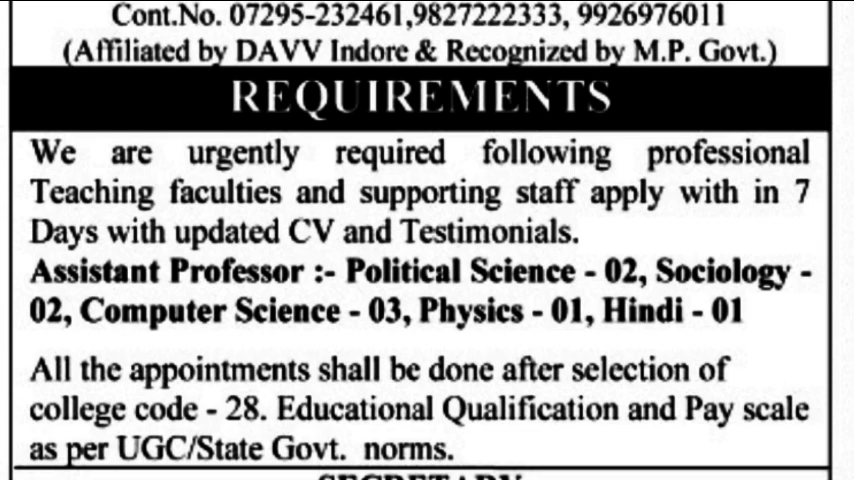 Cont.No. 07295-232461,9827222333, 9926976011
(Affiliated by DAVV Indore & Recognized by M.P. Govt.)
REQUIREMENTS
We are urgently required following professional
Teaching faculties and supporting staff apply with in 7
Days with updated CV and Testimonials.
Assistant Professor :- Political Science - 02, Sociology -
02, Computer Science - 03, Physics - 01, Hindi - 01
All the appointments shall be done after selection of
college code - 28. Educational Qualification and Pay scale
as per UGC/State Govt. norms.
SECRETARY